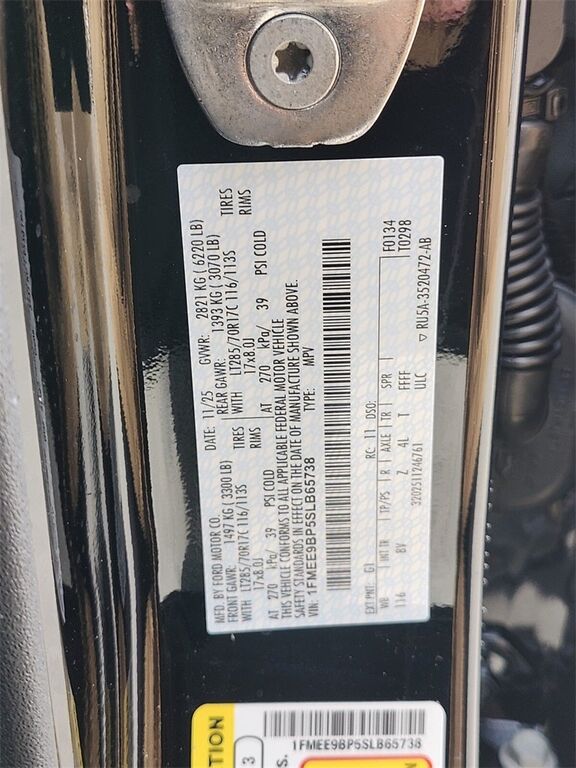 MFD. BY FORD MOTOR CO.
DATE: 11/25 GVWR: 2821 KG (6220 LB)
FRONT GAWR: 1497 KG (3300 LB) REAR GAWR: 1393 KG (3070 LB)
WITH LT285/70R17C 116/113S TIRES WITH LT285/70R17C 116/113S TIRES
17x8.0J RIMS 17x8.0J RIMS
AT 270 kPa/ 39 PSI COLD AT 270 kPa/ 39 PSI COLD
THIS VEHICLE CONFORMS TO ALL APPLICABLE FEDERAL MOTOR VEHICLE
SAFETY STANDARDS IN EFFECT ON THE DATE OF MANUFACTURE SHOWN ABOVE.
VIN: 1FMEE9BP5SLB65738 TYPE: MPV
EXT PNT: G1 RC: 11 DSO: F0134
WB INT TR TP/PS R AXLE TR SPR T0298
116 8V Z 4L T FFFF
3202511246761 ULC
▽ RU5A-3520472-AB
1FMEE9BP5SLB65738